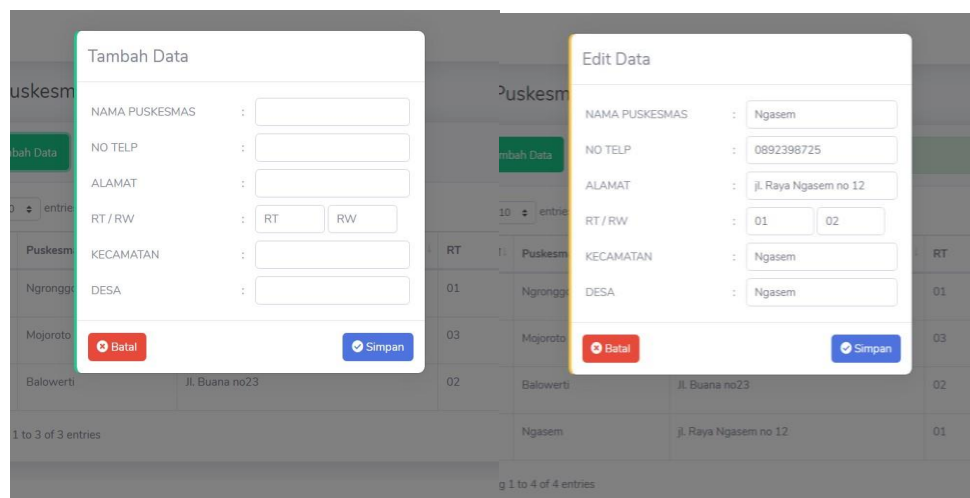 Tambah Data
uskesm
NAMA PUSKESMAS :
bah Data
NO TELP :
ALAMAT :
entrie
RT / RW : RT RW
Puskesm
KECAMATAN :
RT
Ngrongg
DESA :
01
Mojoroto
03
Batal
Simpan
Balowerti Jl. Buana no23 02
1 to 3 of 3 entries
Edit Data
Puskesm
NAMA PUSKESMAS : Ngasem
mbah Data
NO TELP : 0892398725
ALAMAT : jl. Raya Ngasem no 12
10 entrie
RT / RW : 01 02
Puskesm
KECAMATAN : Ngasem
RT
Ngrongg
DESA : Ngasem
01
Mojoroto
03
Batal
Simpan
Balowerti Jl. Buana no23 02
Ngasem jl. Raya Ngasem no 12 01
g 1 to 4 of 4 entries